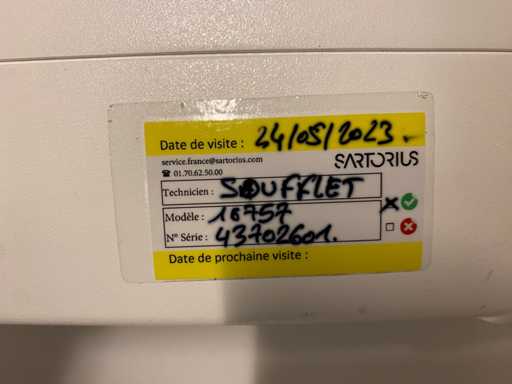 Date de visite : 24/05/2023.
service.france@sartorius.com
SARTORIUS
☎ 01.70.62.50.00
Technicien : SOUFFLET
Modèle : 16757
N° Série : 43702601.
Date de prochaine visite :